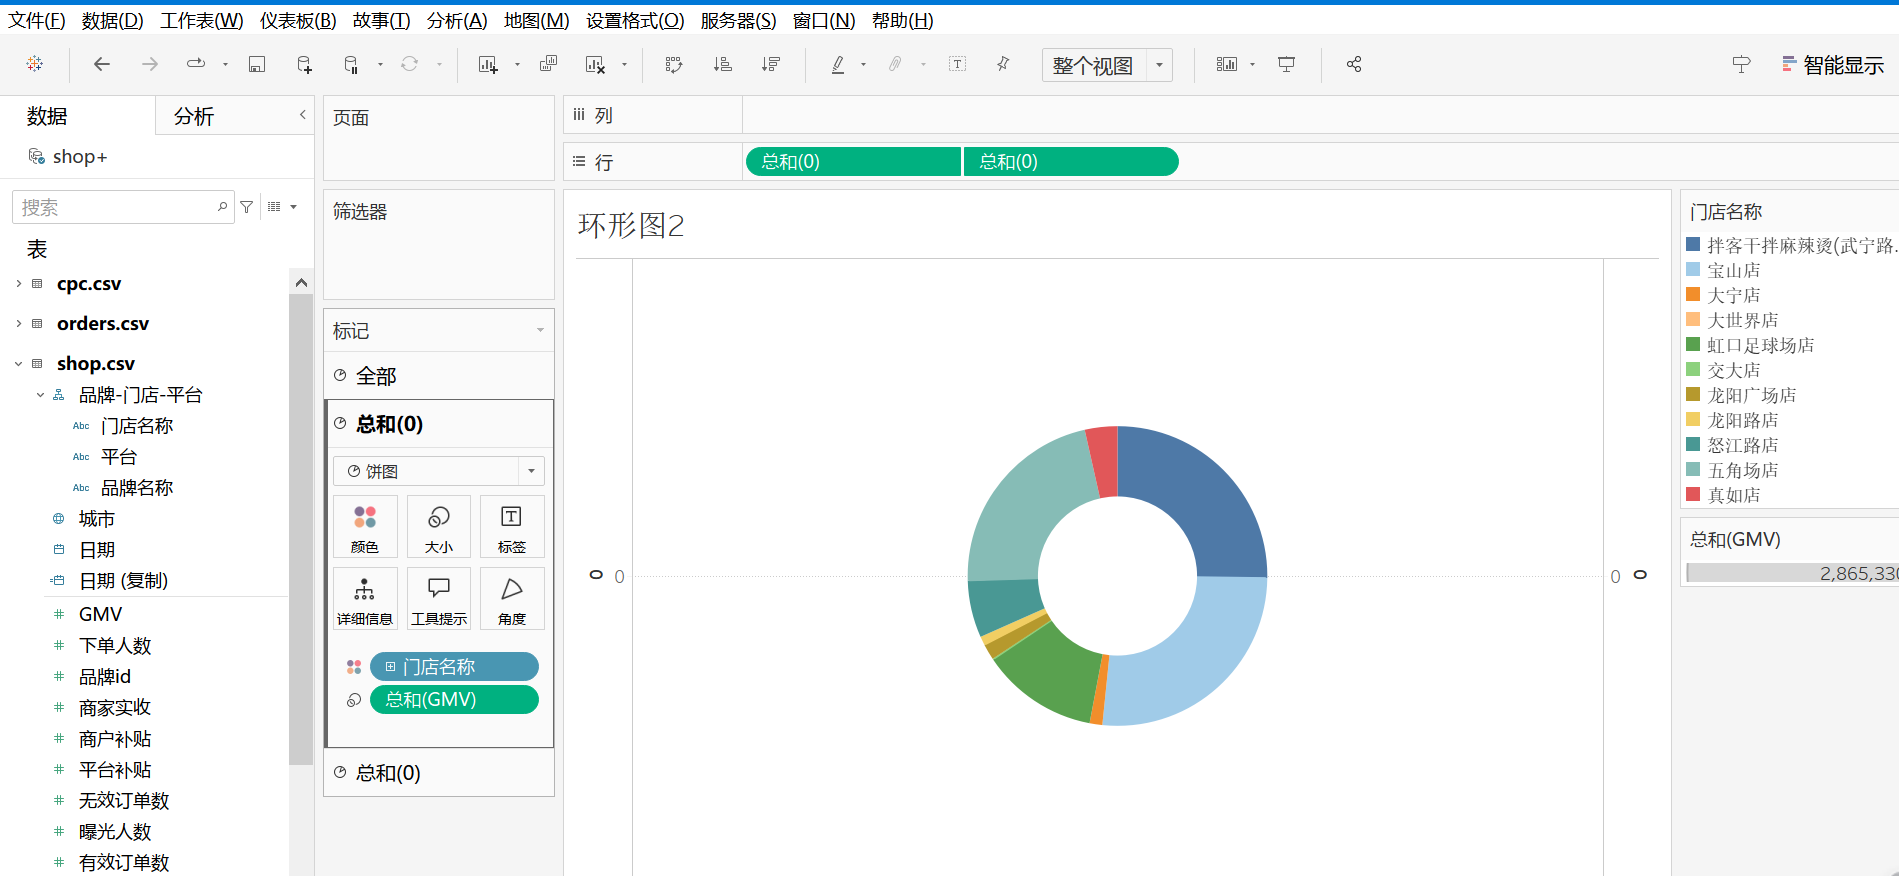 文件(F) 数据(D) 工作表(W) 仪表板(B) 故事(T) 分析(A) 地图(M) 设置格式(O) 服务器(S) 窗口(N) 帮助(H)
整个视图
智能显示
数据 分析
shop+
搜索
表
cpc.csv
orders.csv
shop.csv
品牌-门店-平台
Abc 门店名称
Abc 平台
Abc 品牌名称
城市
日期
日期 (复制)
GMV
下单人数
品牌id
商家实收
商户补贴
平台补贴
无效订单数
曝光人数
有效订单数
页面
筛选器
标记
全部
总和(0)
饼图
颜色 大小 标签
详细信息 工具提示 角度
门店名称
总和(GMV)
总和(0)
列
行 总和(0) 总和(0)
环形图2
0 0
0 0
门店名称
拌客干拌麻辣烫(武宁路..
宝山店
大宁店
大世界店
虹口足球场店
交大店
龙阳广场店
龙阳路店
怒江路店
五角场店
真如店
总和(GMV)
2,865,330